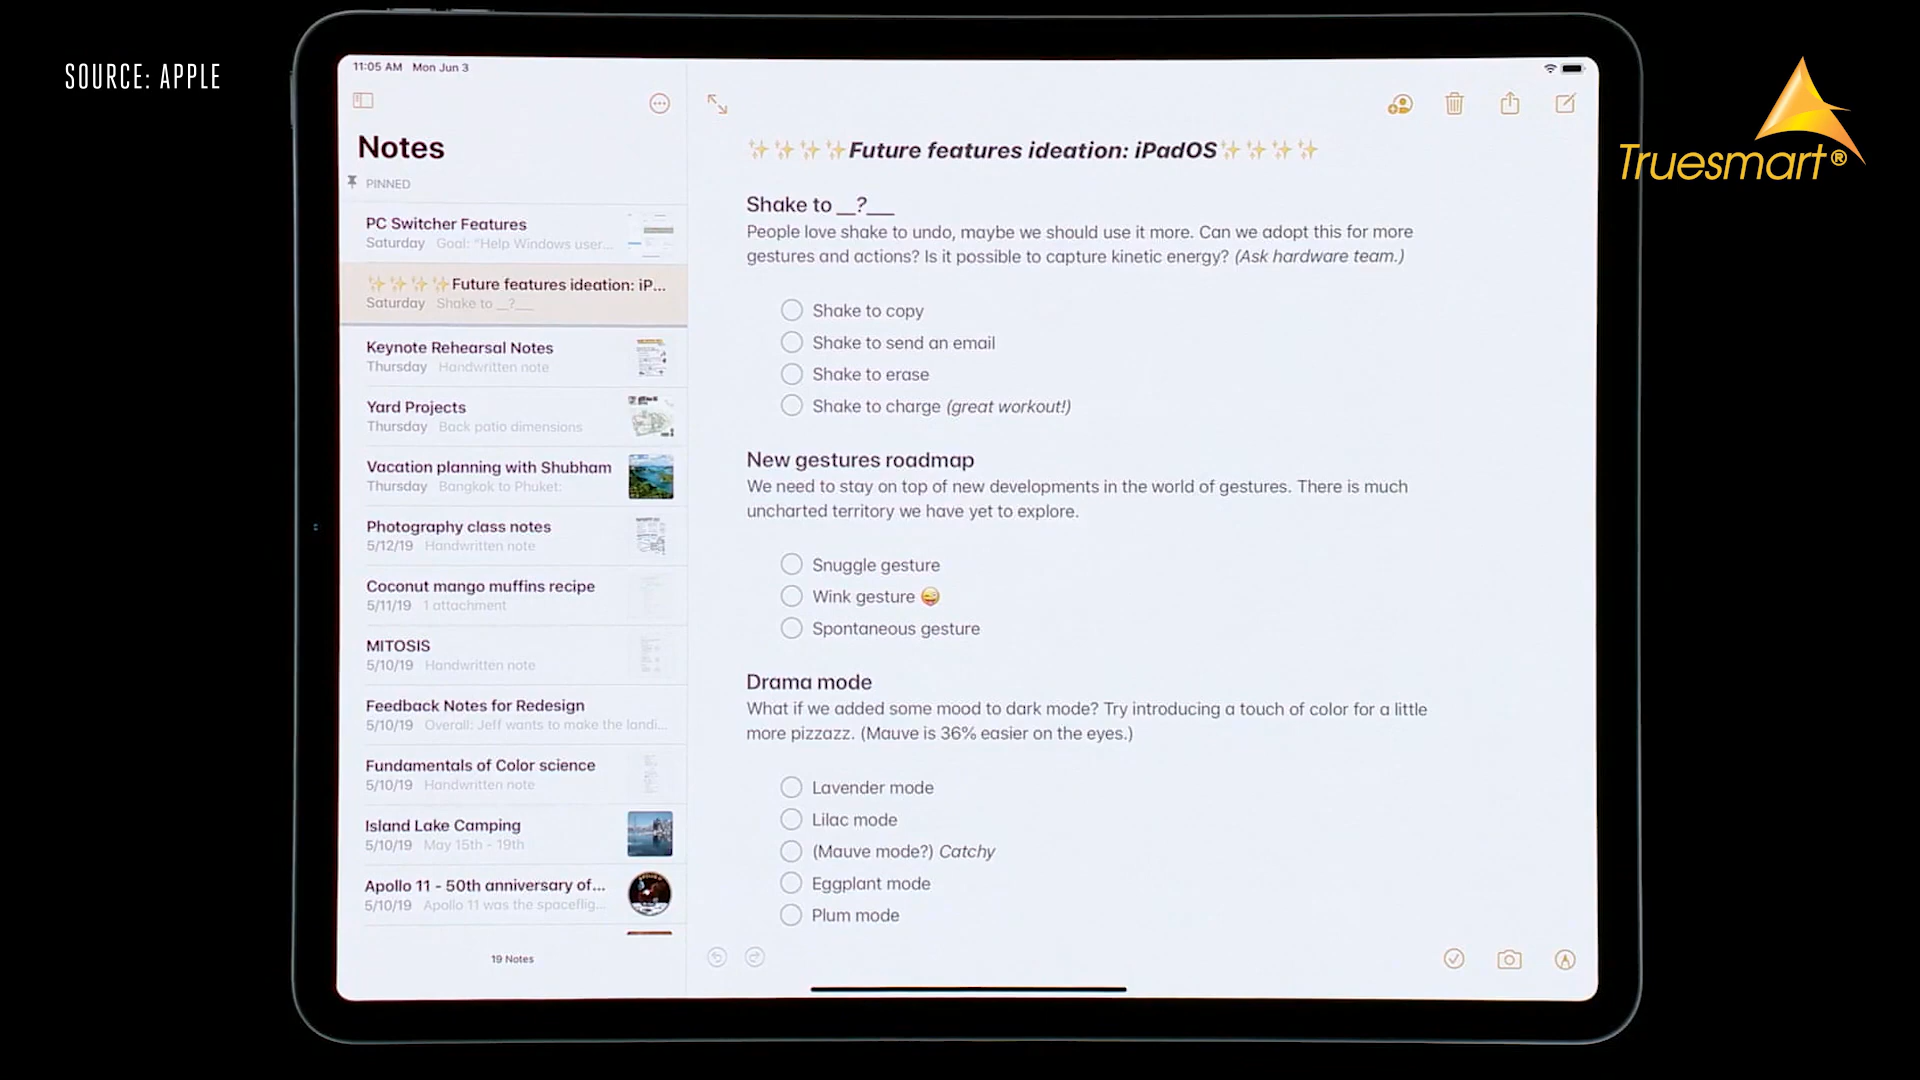 SOURCE: APPLE
Truesmart®
11:05 AM Mon Jun 3
Notes
PINNED
PC Switcher Features
Saturday Goal: "Help Windows user...
✨✨✨✨Future features ideation: iP...
Saturday Shake to __?___
Keynote Rehearsal Notes
Thursday Handwritten note
Yard Projects
Thursday Back patio dimensions
Vacation planning with Shubham
Thursday Bangkok to Phuket:
Photography class notes
5/12/19 Handwritten note
Coconut mango muffins recipe
5/11/19 1 attachment
MITOSIS
5/10/19 Handwritten note
Feedback Notes for Redesign
5/10/19 Overall: Jeff wants to make the landi...
Fundamentals of Color science
5/10/19 Handwritten note
Island Lake Camping
5/10/19 May 15th - 19th
Apollo 11 - 50th anniversary of...
5/10/19 Apollo 11 was the spaceflig...
19 Notes
✨✨✨✨Future features ideation: iPadOS✨✨✨✨
Shake to __?___
People love shake to undo, maybe we should use it more. Can we adopt this for more
gestures and actions? Is it possible to capture kinetic energy? (Ask hardware team.)
Shake to copy
Shake to send an email
Shake to erase
Shake to charge (great workout!)
New gestures roadmap
We need to stay on top of new developments in the world of gestures. There is much
uncharted territory we have yet to explore.
Snuggle gesture
Wink gesture 😜
Spontaneous gesture
Drama mode
What if we added some mood to dark mode? Try introducing a touch of color for a little
more pizzazz. (Mauve is 36% easier on the eyes.)
Lavender mode
Lilac mode
(Mauve mode?) Catchy
Eggplant mode
Plum mode